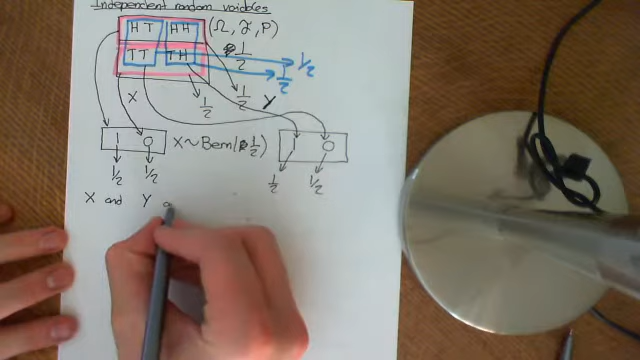 Independent random variables
HT HH (Ω, F, P)
TT TH 1/2 1/2
1/2 1/2 1/2
X Y
1 0 X~Bern(1/2) 1 0
1/2 1/2 1/2 1/2
X and Y